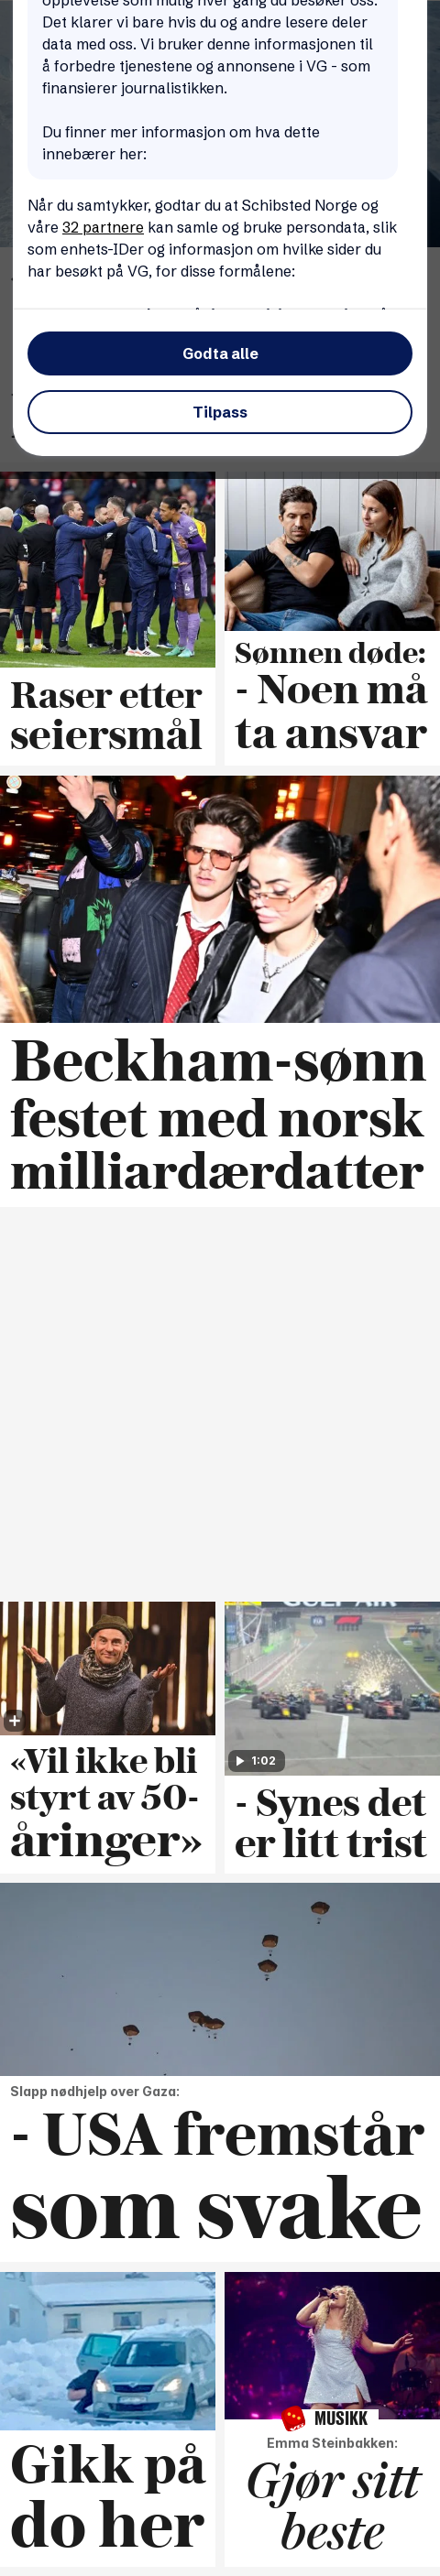 opplevelse som mulig hver gang du besøker oss.
Det klarer vi bare hvis du og andre lesere deler
data med oss. Vi bruker denne informasjonen til
å forbedre tjenestene og annonsene i VG - som
finansierer journalistikken.
Du finner mer informasjon om hva dette
innebærer her:
Når du samtykker, godtar du at Schibsted Norge og
våre 32 partnere kan samle og bruke persondata, slik
som enhets-IDer og informasjon om hvilke sider du
har besøkt på VG, for disse formålene:
Godta alle
Tilpass
Raser etter
seiersmål
Sønnen døde:
- Noen må
ta ansvar
Beckham-sønn
festet med norsk
milliardærdatter
«Vil ikke bli
styrt av 50-
åringer»
GULF AIR
1:02
- Synes det
er litt trist
Slapp nødhjelp over Gaza:
- USA fremstår
som svake
Gikk på
do her
MUSIKK
Emma Steinbakken:
Gjør sitt
beste